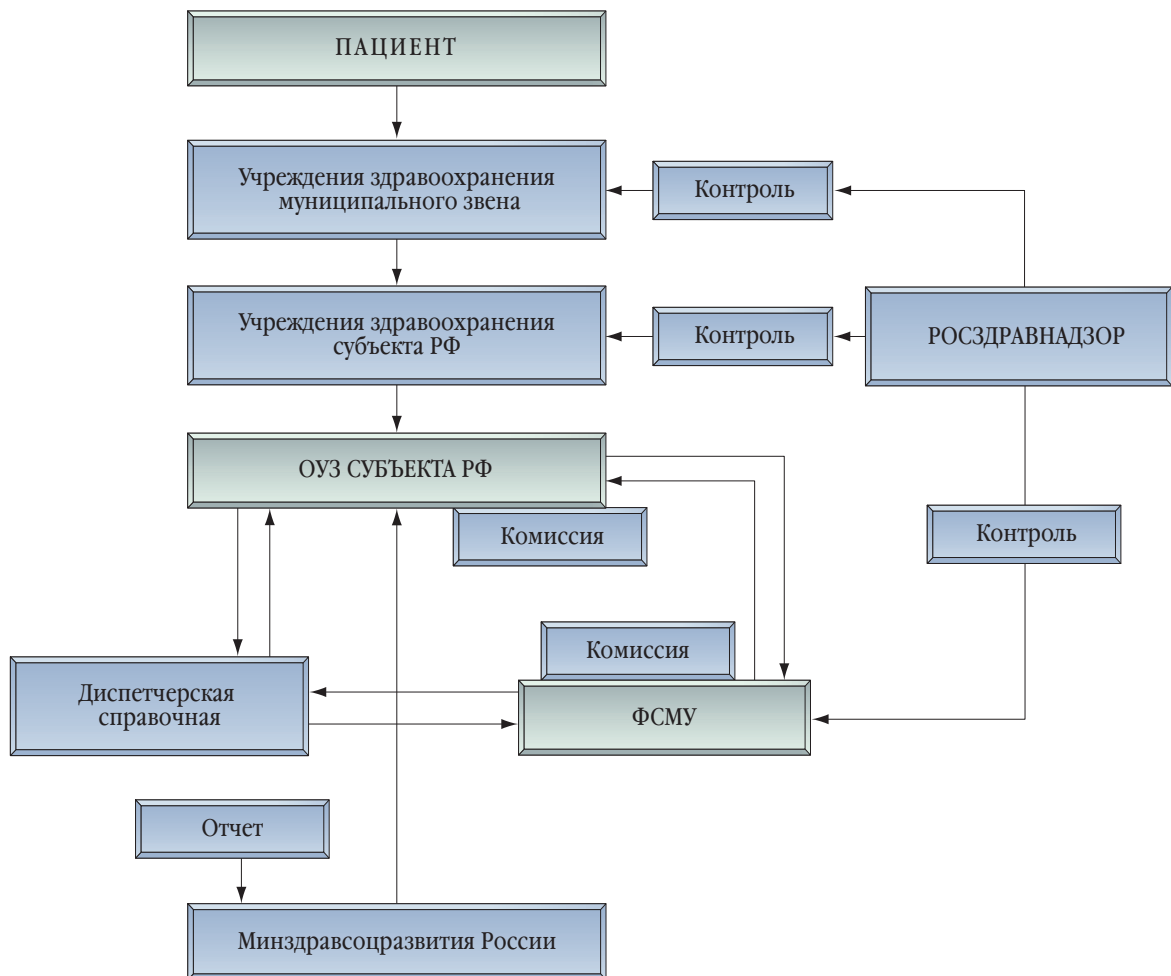 ПАЦИЕНТ
Учреждения здравоохранения
муниципального звена
Контроль
Учреждения здравоохранения
субъекта РФ
Контроль
РОСЗДРАВНАДЗОР
ОУЗ СУБЪЕКТА РФ
Комиссия
Контроль
Комиссия
Диспетчерская
справочная
ФСМУ
Отчет
Минздравсоцразвития России